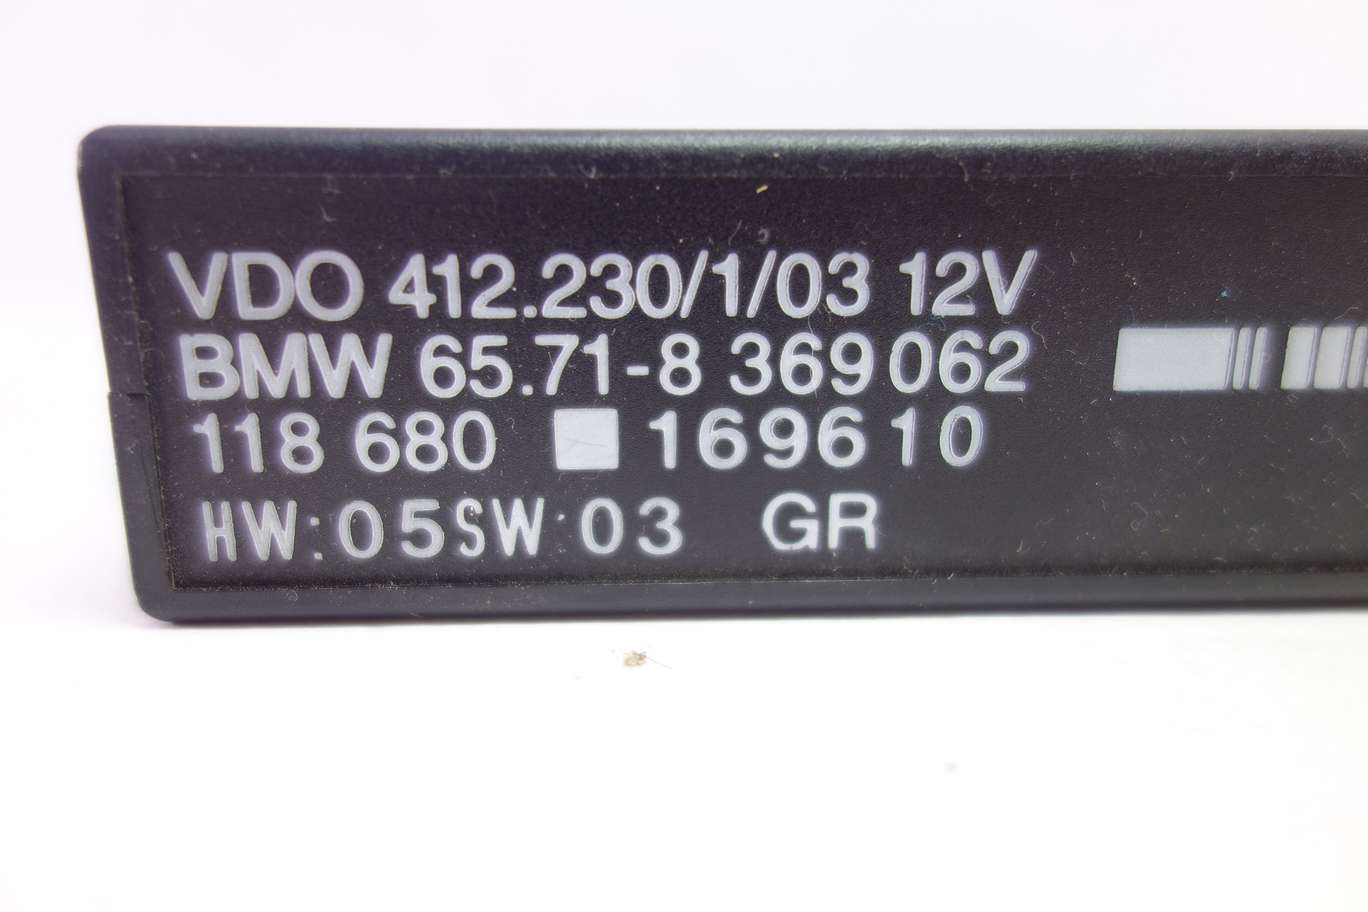 VDO 412.230/1/03 12V
BMW 65.71-8 369 062
118 680 169610
HW:05SW:03 GR